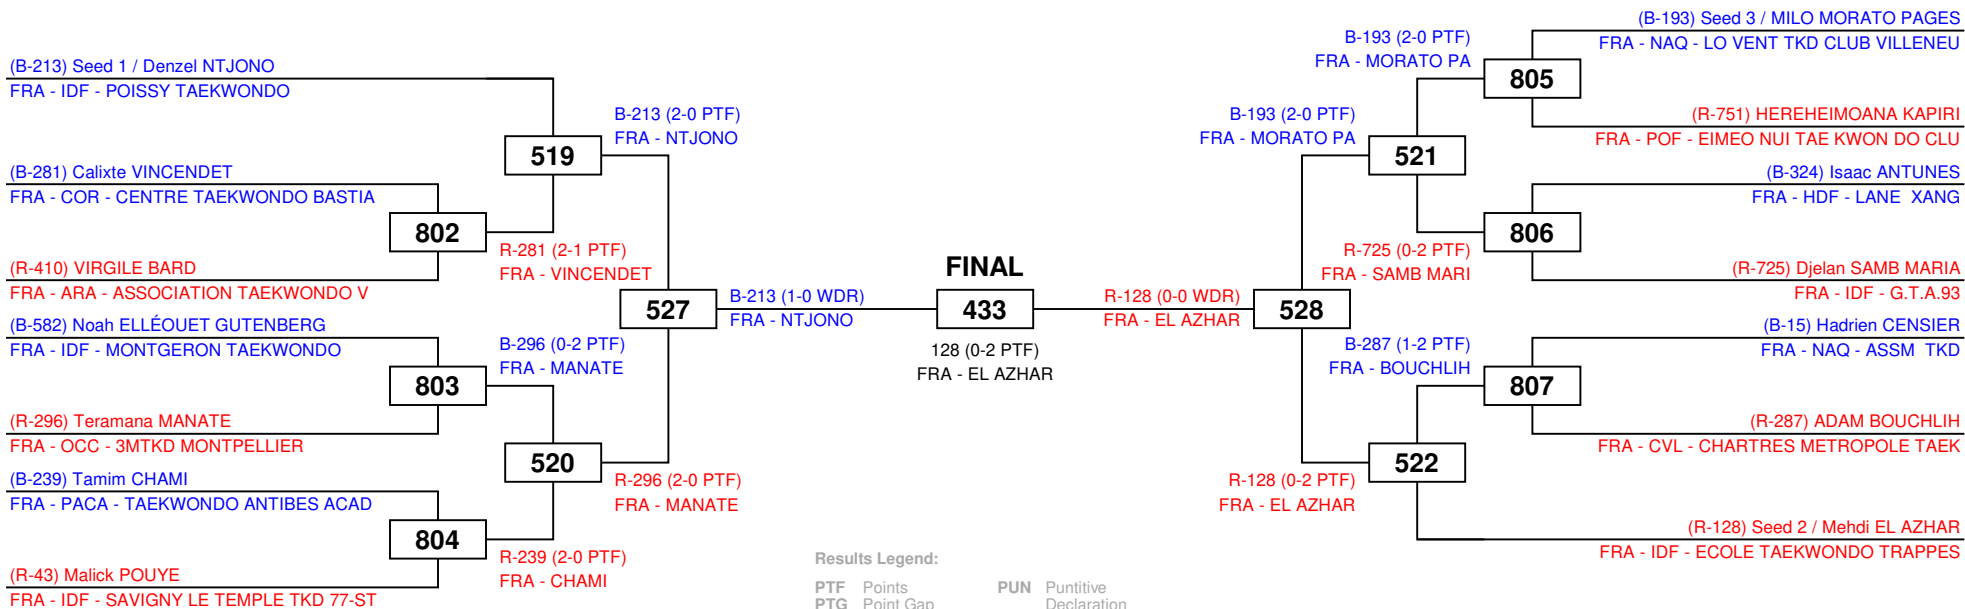 (B-213) Seed 1 / Denzel NTJONO
FRA - IDF - POISSY TAEKWONDO
(B-281) Calixte VINCENDET
FRA - COR - CENTRE TAEKWONDO BASTIA
(R-410) VIRGILE BARD
FRA - ARA - ASSOCIATION TAEKWONDO V
(B-582) Noah ELLÉOUET GUTENBERG
FRA - IDF - MONTGERON TAEKWONDO
(R-296) Teramana MANATE
FRA - OCC - 3MTKD MONTPELLIER
(B-239) Tamim CHAMI
FRA - PACA - TAEKWONDO ANTIBES ACAD
(R-43) Malick POUYE
FRA - IDF - SAVIGNY LE TEMPLE TKD 77-ST
802
803
804
R-281 (2-1 PTF)
FRA - VINCENDET
B-296 (0-2 PTF)
FRA - MANATE
R-239 (2-0 PTF)
FRA - CHAMI
519
520
B-213 (2-0 PTF)
FRA - NTJONO
R-296 (2-0 PTF)
FRA - MANATE
527
B-213 (1-0 WDR)
FRA - NTJONO
FINAL
433
128 (0-2 PTF)
FRA - EL AZHAR
R-128 (0-0 WDR)
FRA - EL AZHAR
528
B-193 (2-0 PTF)
FRA - MORATO PA
R-128 (0-2 PTF)
FRA - EL AZHAR
521
522
B-193 (2-0 PTF)
FRA - MORATO PA
R-725 (0-2 PTF)
FRA - SAMB MARI
B-287 (1-2 PTF)
FRA - BOUCHLIH
805
806
807
(B-193) Seed 3 / MILO MORATO PAGES
FRA - NAQ - LO VENT TKD CLUB VILLENEU
(R-751) HEREHEIMOANA KAPIRI
FRA - POF - EIMEO NUI TAE KWON DO CLU
(B-324) Isaac ANTUNES
FRA - HDF - LANE  XANG
(R-725) Djelan SAMB MARIA
FRA - IDF - G.T.A.93
(B-15) Hadrien CENSIER
FRA - NAQ - ASSM  TKD
(R-287) ADAM BOUCHLIH
FRA - CVL - CHARTRES METROPOLE TAEK
(R-128) Seed 2 / Mehdi EL AZHAR
FRA - IDF - ECOLE TAEKWONDO TRAPPES
Results Legend:
PTF Points
PTG Point Gap
PUN Puntitive
Declaration